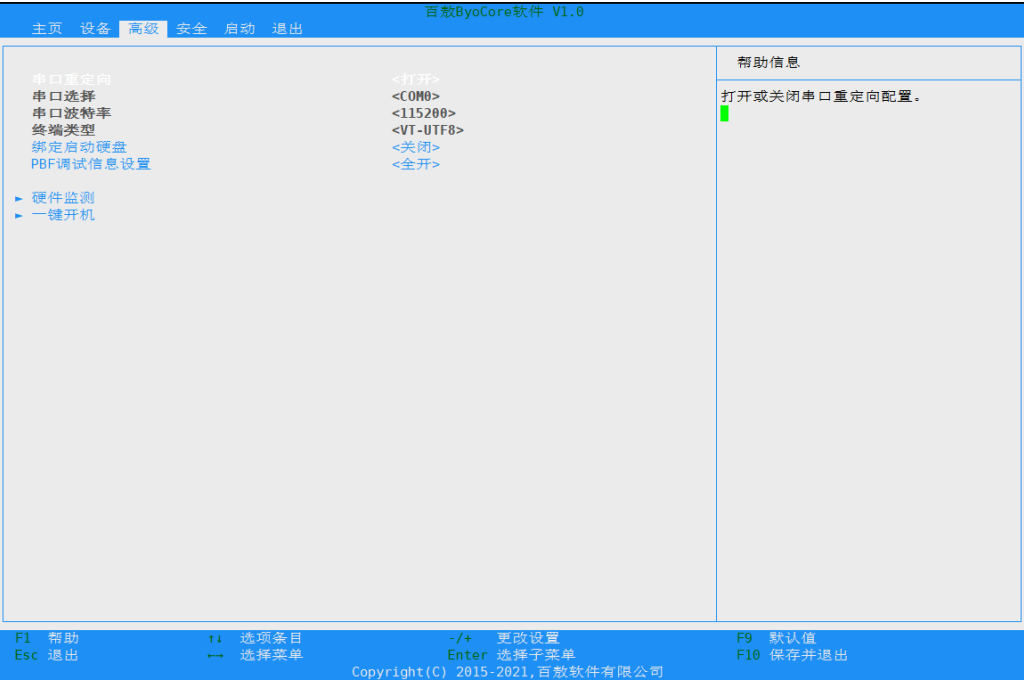 百敖ByoCore软件 V1.0
主页 设备 高级 安全 启动 退出
串口重定向 <打开>
串口选择 <COM0>
串口波特率 <115200>
终端类型 <VT-UTF8>
绑定启动硬盘 <关闭>
PBF调试信息设置 <全开>
► 硬件监测
► 一键开机
帮助信息
打开或关闭串口重定向配置。
F1 帮助 ↑↓ 选项条目 -/+ 更改设置 F9 默认值
Esc 退出 ←→ 选择菜单 Enter 选择子菜单 F10 保存并退出
Copyright(C) 2015-2021,百敖软件有限公司